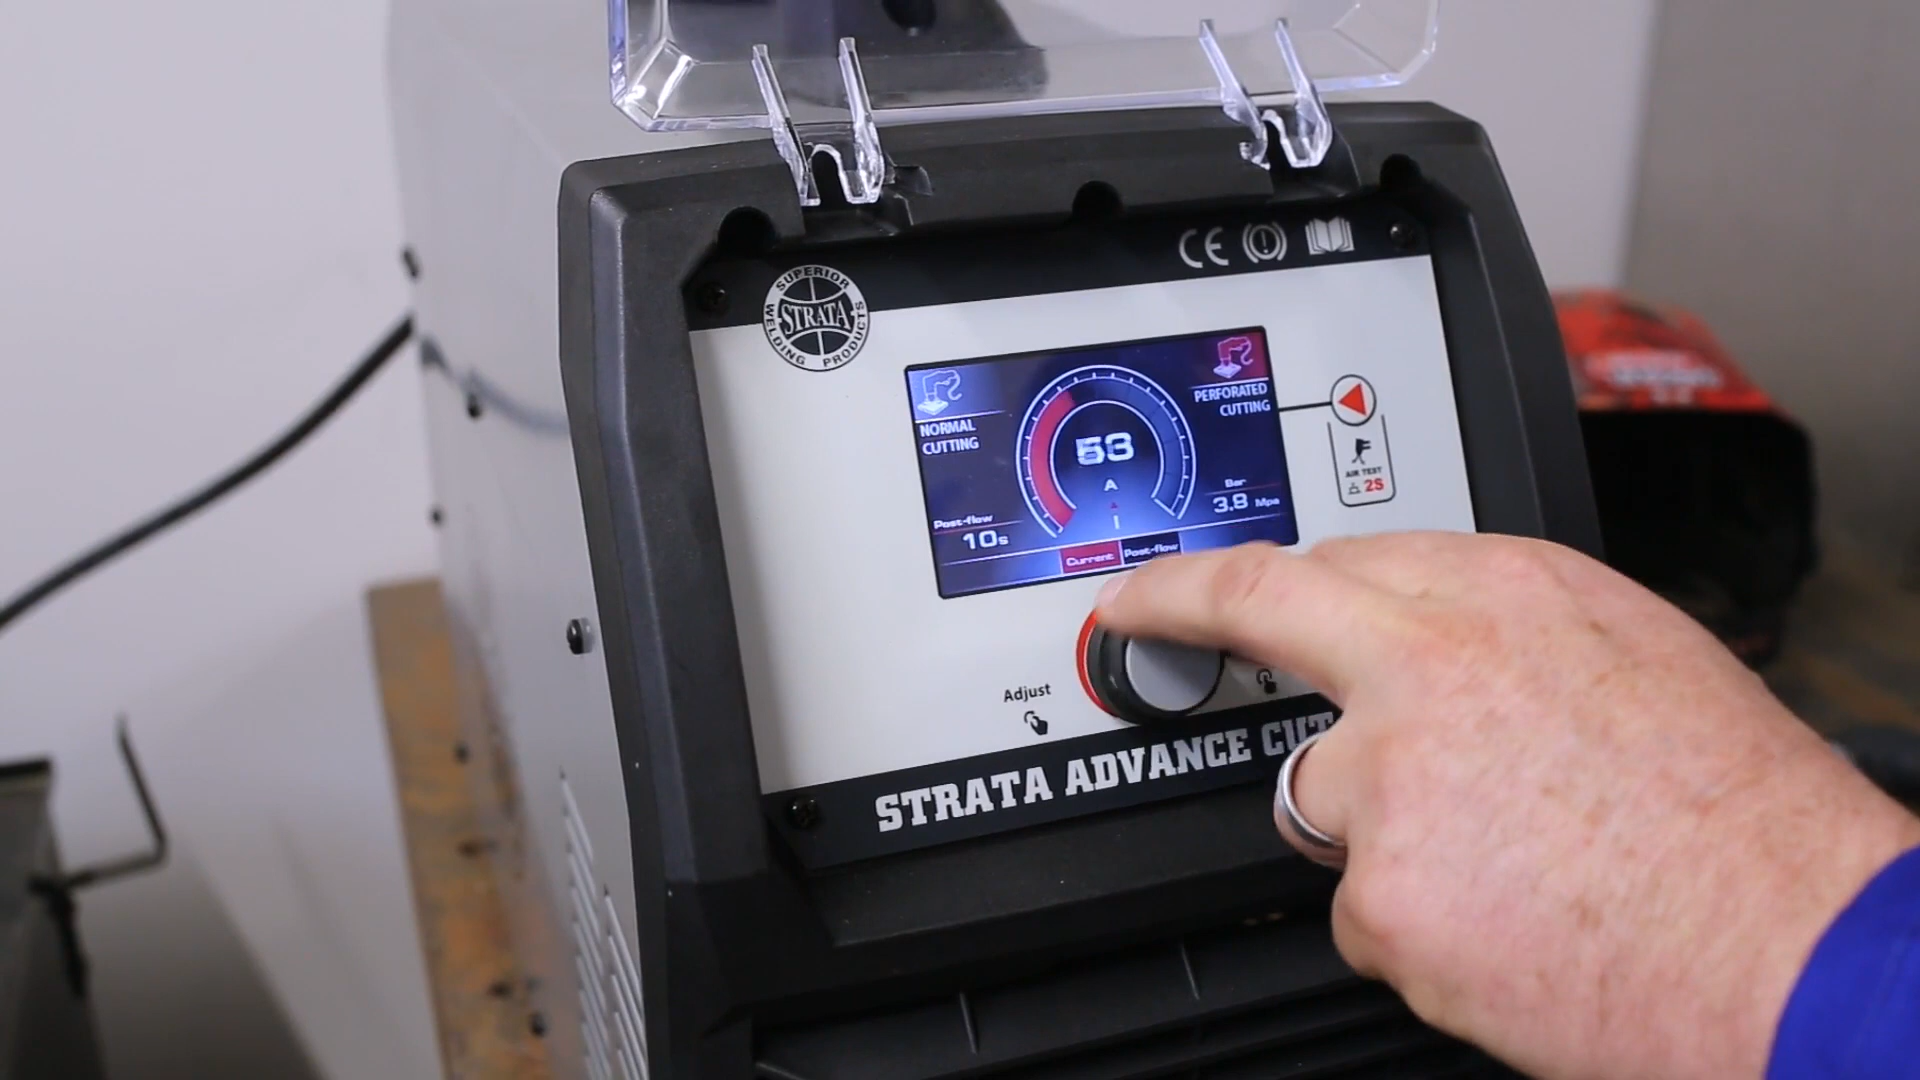 CE
SUPERIOR
STRATA
WELDING PRODUCTS
NORMAL
CUTTING
PERFORATED
CUTTING
A
Bar
3.8 Mpa
Post-flow
10s
Current
Post-flow
AIR TEST
2S
Adjust
STRATA ADVANCE CUT